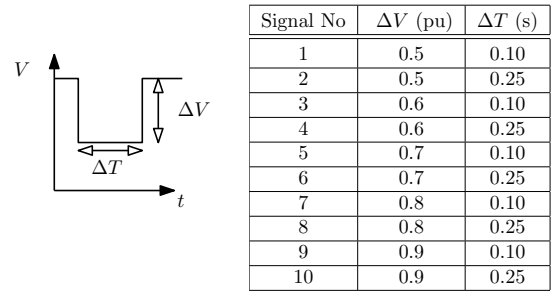 V
ΔV
ΔT
t
Signal No ΔV (pu) ΔT (s)
1 0.5 0.10
2 0.5 0.25
3 0.6 0.10
4 0.6 0.25
5 0.7 0.10
6 0.7 0.25
7 0.8 0.10
8 0.8 0.25
9 0.9 0.10
10 0.9 0.25